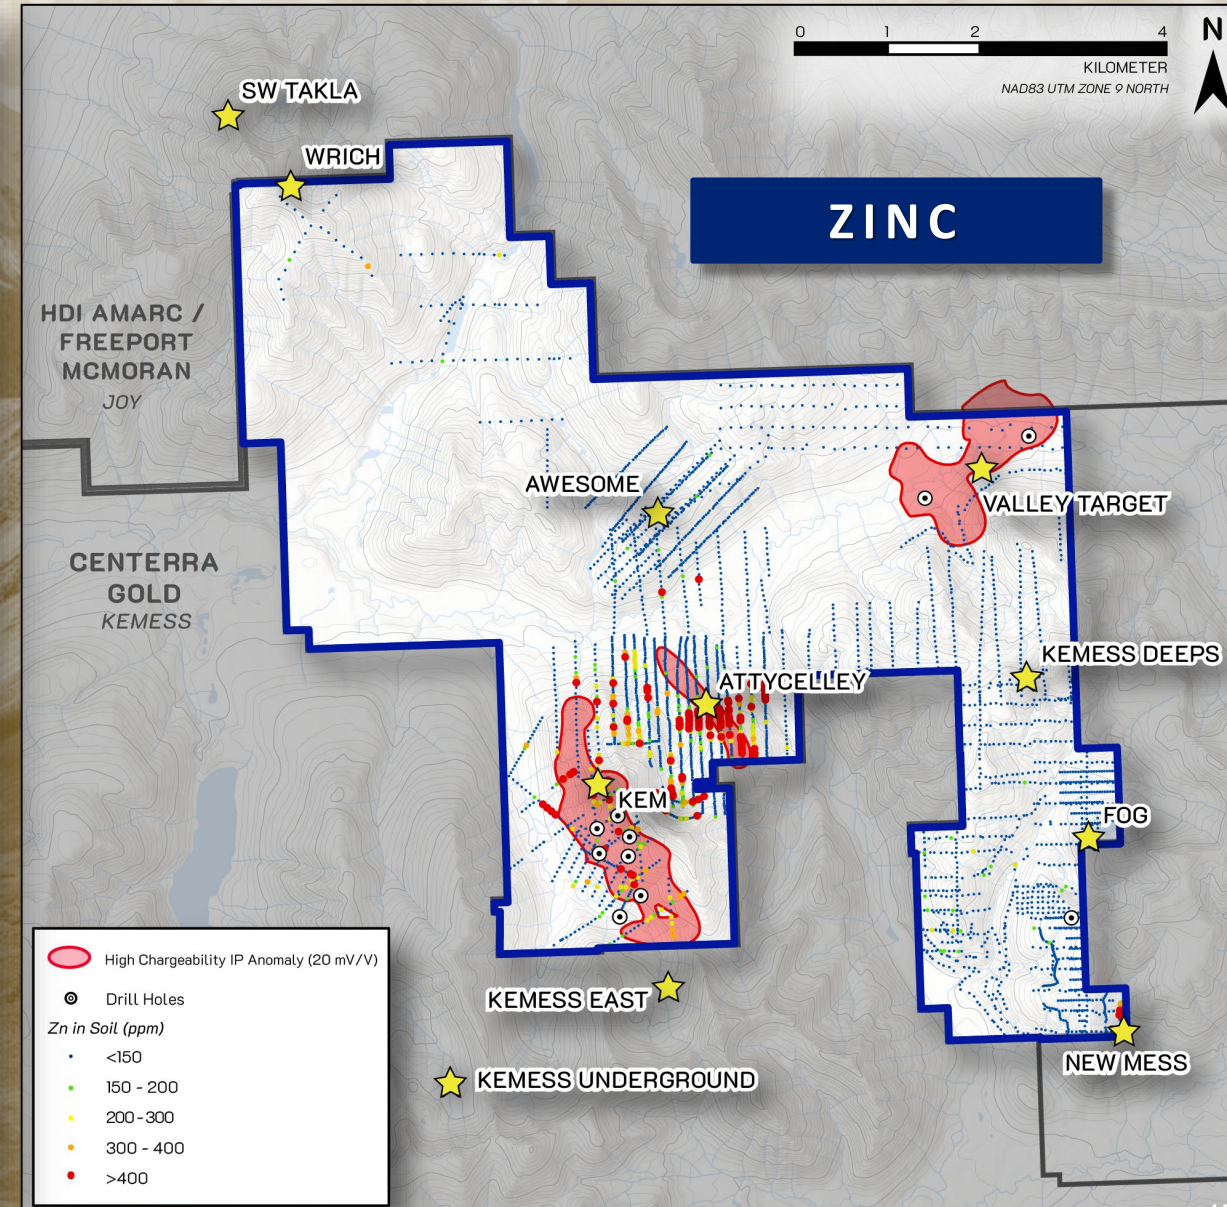 0 1 2 4
KILOMETER
NAD83 UTM ZONE 9 NORTH
N
SW TAKLA
WRICH
ZINC
HDI AMARC /
FREEPORT
MCMORAN
JOY
AWESOME
VALLEY TARGET
CENTERRA
GOLD
KEMESS
KEMESS DEEPS
ATTYCELLEY
KEM
FOG
KEMESS EAST
NEW MESS
KEMESS UNDERGROUND
High Chargeability IP Anomaly (20 mV/V)
Drill Holes
Zn in Soil (ppm)
<150
150 - 200
200-300
300 - 400
>400